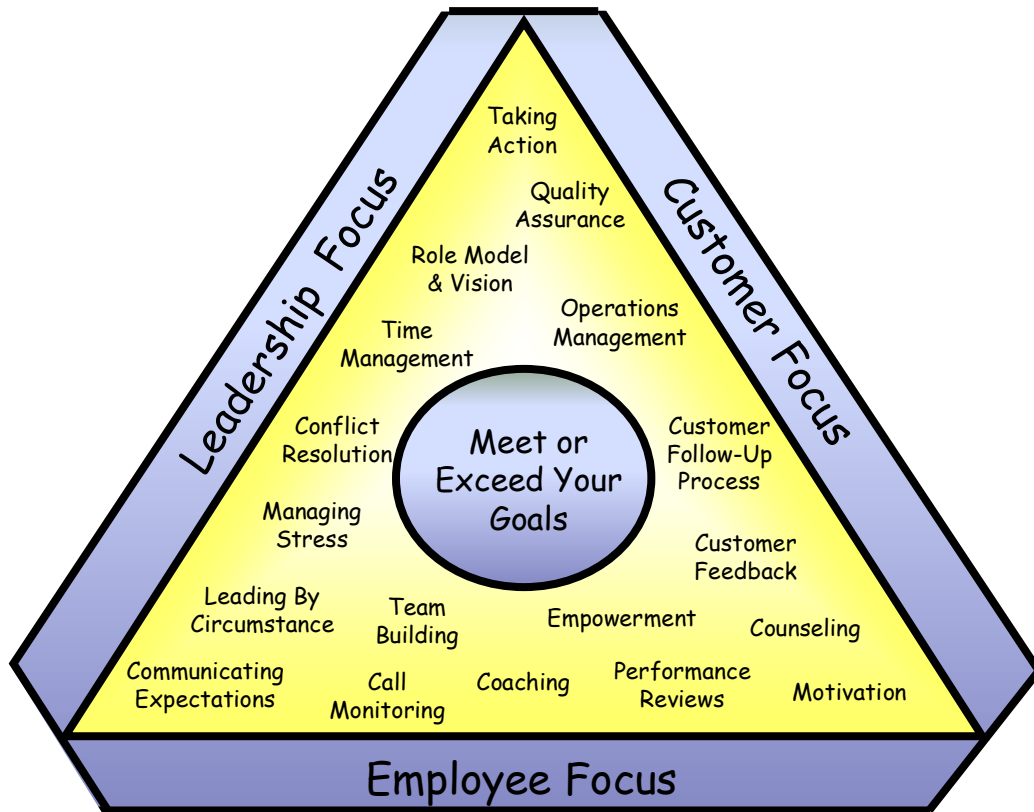 Taking
Action
Quality
Assurance
Role Model
& Vision
Operations
Management
Time
Management
Leadership Focus
Customer Focus
Conflict
Resolution
Meet or
Exceed Your
Goals
Customer
Follow-Up
Process
Managing
Stress
Customer
Feedback
Leading By
Circumstance
Team
Building
Empowerment
Counseling
Communicating
Expectations
Call
Monitoring
Coaching
Performance
Reviews
Motivation
Employee Focus